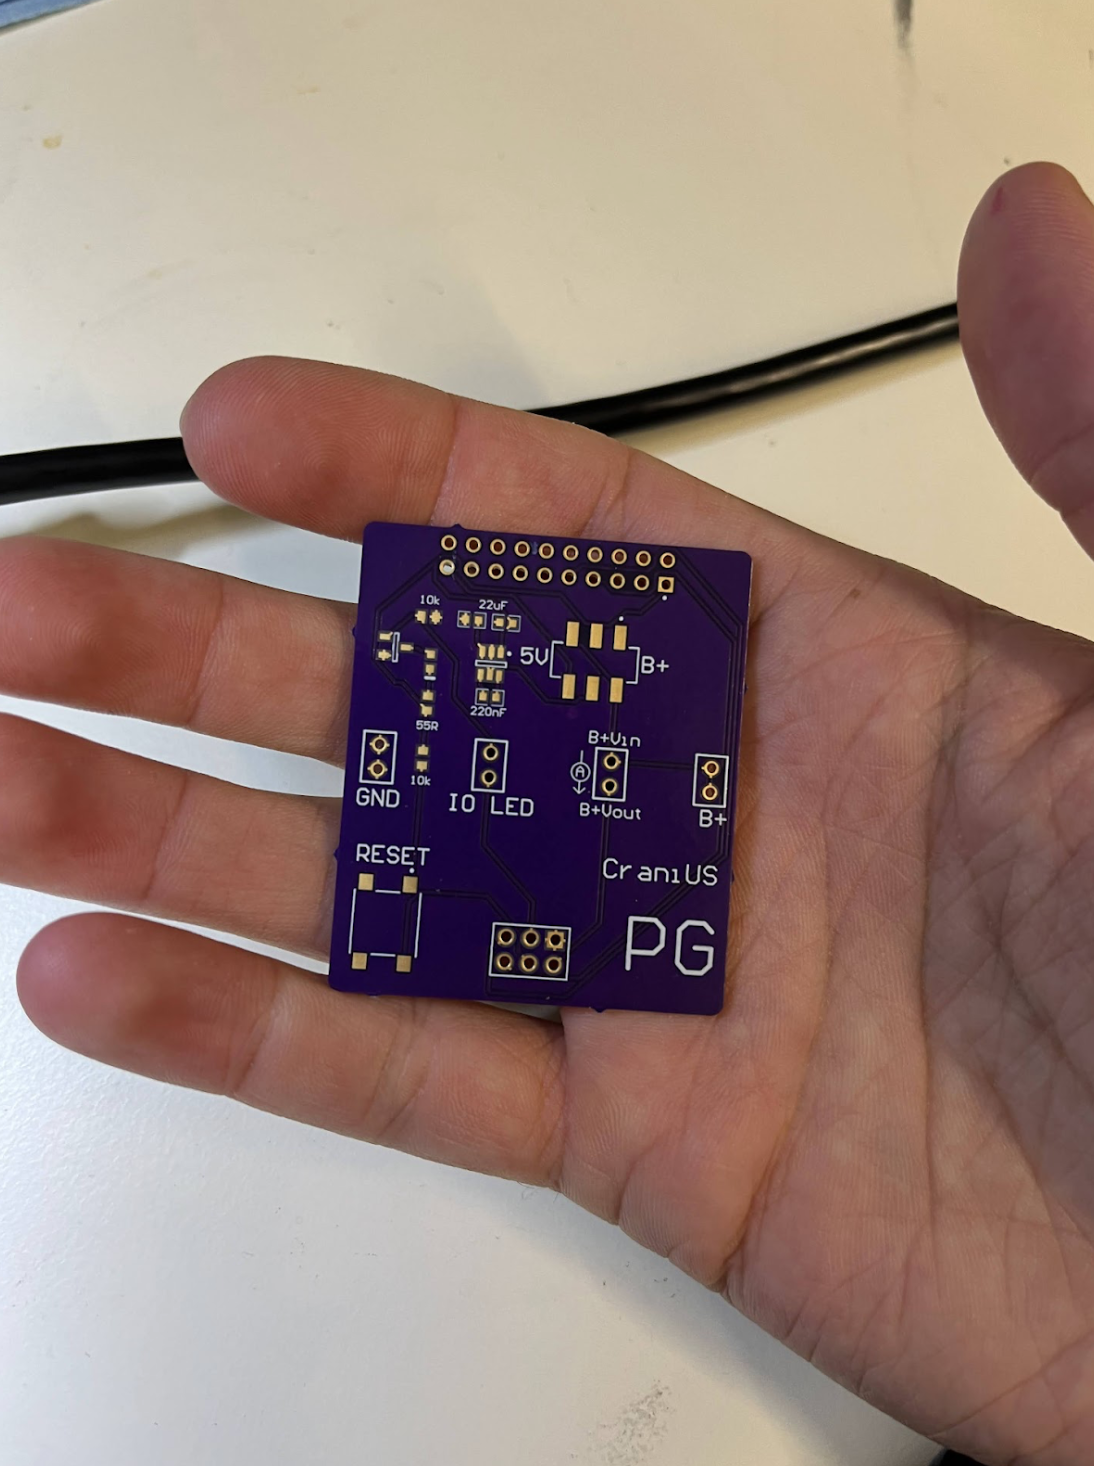 10k
22uF
5V
B+
55R
220nF
10k
GND
IO LED
B+Vin
A
B+Vout
B+
RESET
CraniUS
PG